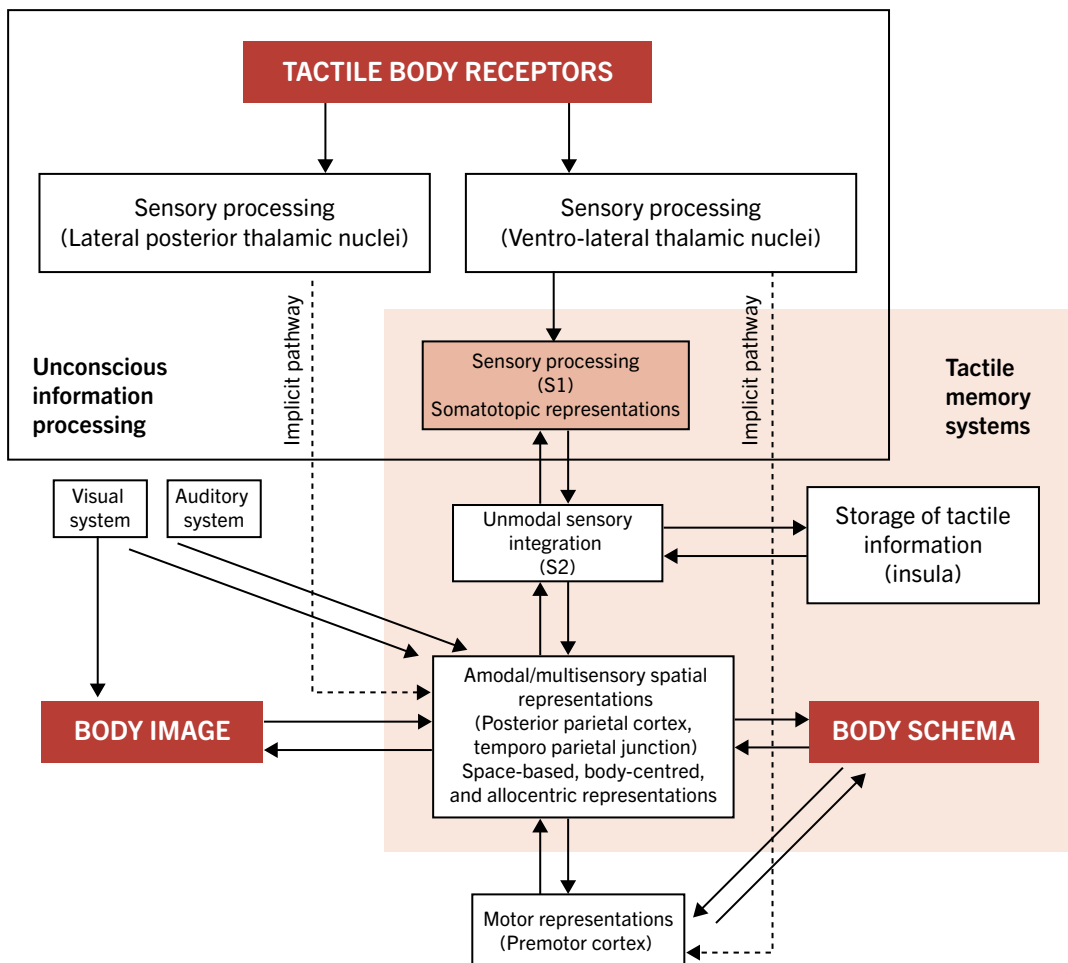 TACTILE BODY RECEPTORS
Sensory processing
(Lateral posterior thalamic nuclei)
Sensory processing
(Ventro-lateral thalamic nuclei)
Implicit pathway
Implicit pathway
Unconscious
information
processing
Sensory processing
(S1)
Somatotopic representations
Tactile
memory
systems
Visual
system
Auditory
system
Unmodal sensory
integration
(S2)
Storage of tactile
information
(insula)
BODY IMAGE
Amodal/multisensory spatial
representations
(Posterior parietal cortex,
temporo parietal junction)
Space-based, body-centred,
and allocentric representations
BODY SCHEMA
Motor representations
(Premotor cortex)